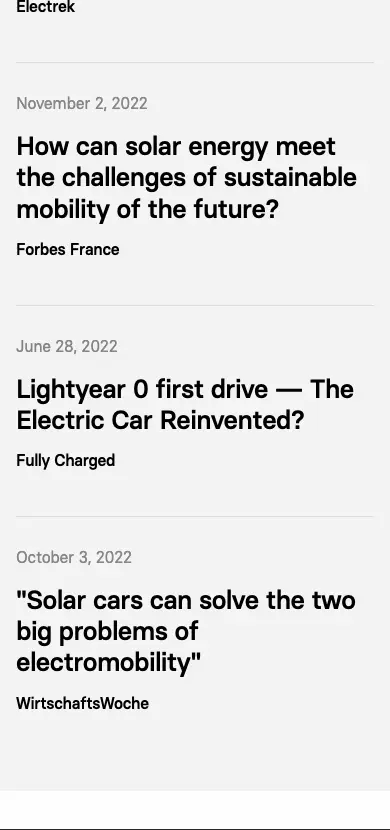 Electrek
November 2, 2022
How can solar energy meet
the challenges of sustainable
mobility of the future?
Forbes France
June 28, 2022
Lightyear 0 first drive — The
Electric Car Reinvented?
Fully Charged
October 3, 2022
"Solar cars can solve the two
big problems of
electromobility"
WirtschaftsWoche